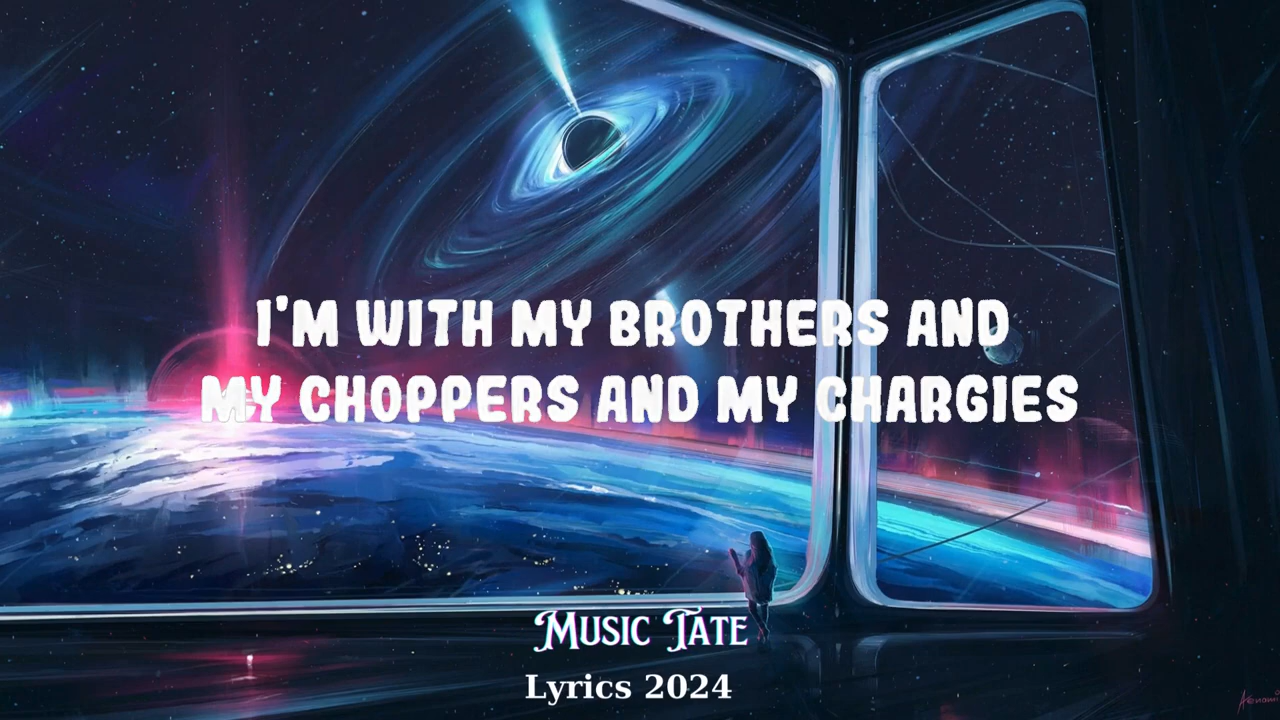 I'M WITH MY BROTHERS AND
MY CHOPPERS AND MY CHARGIES
MUSIC TATE
Lyrics 2024